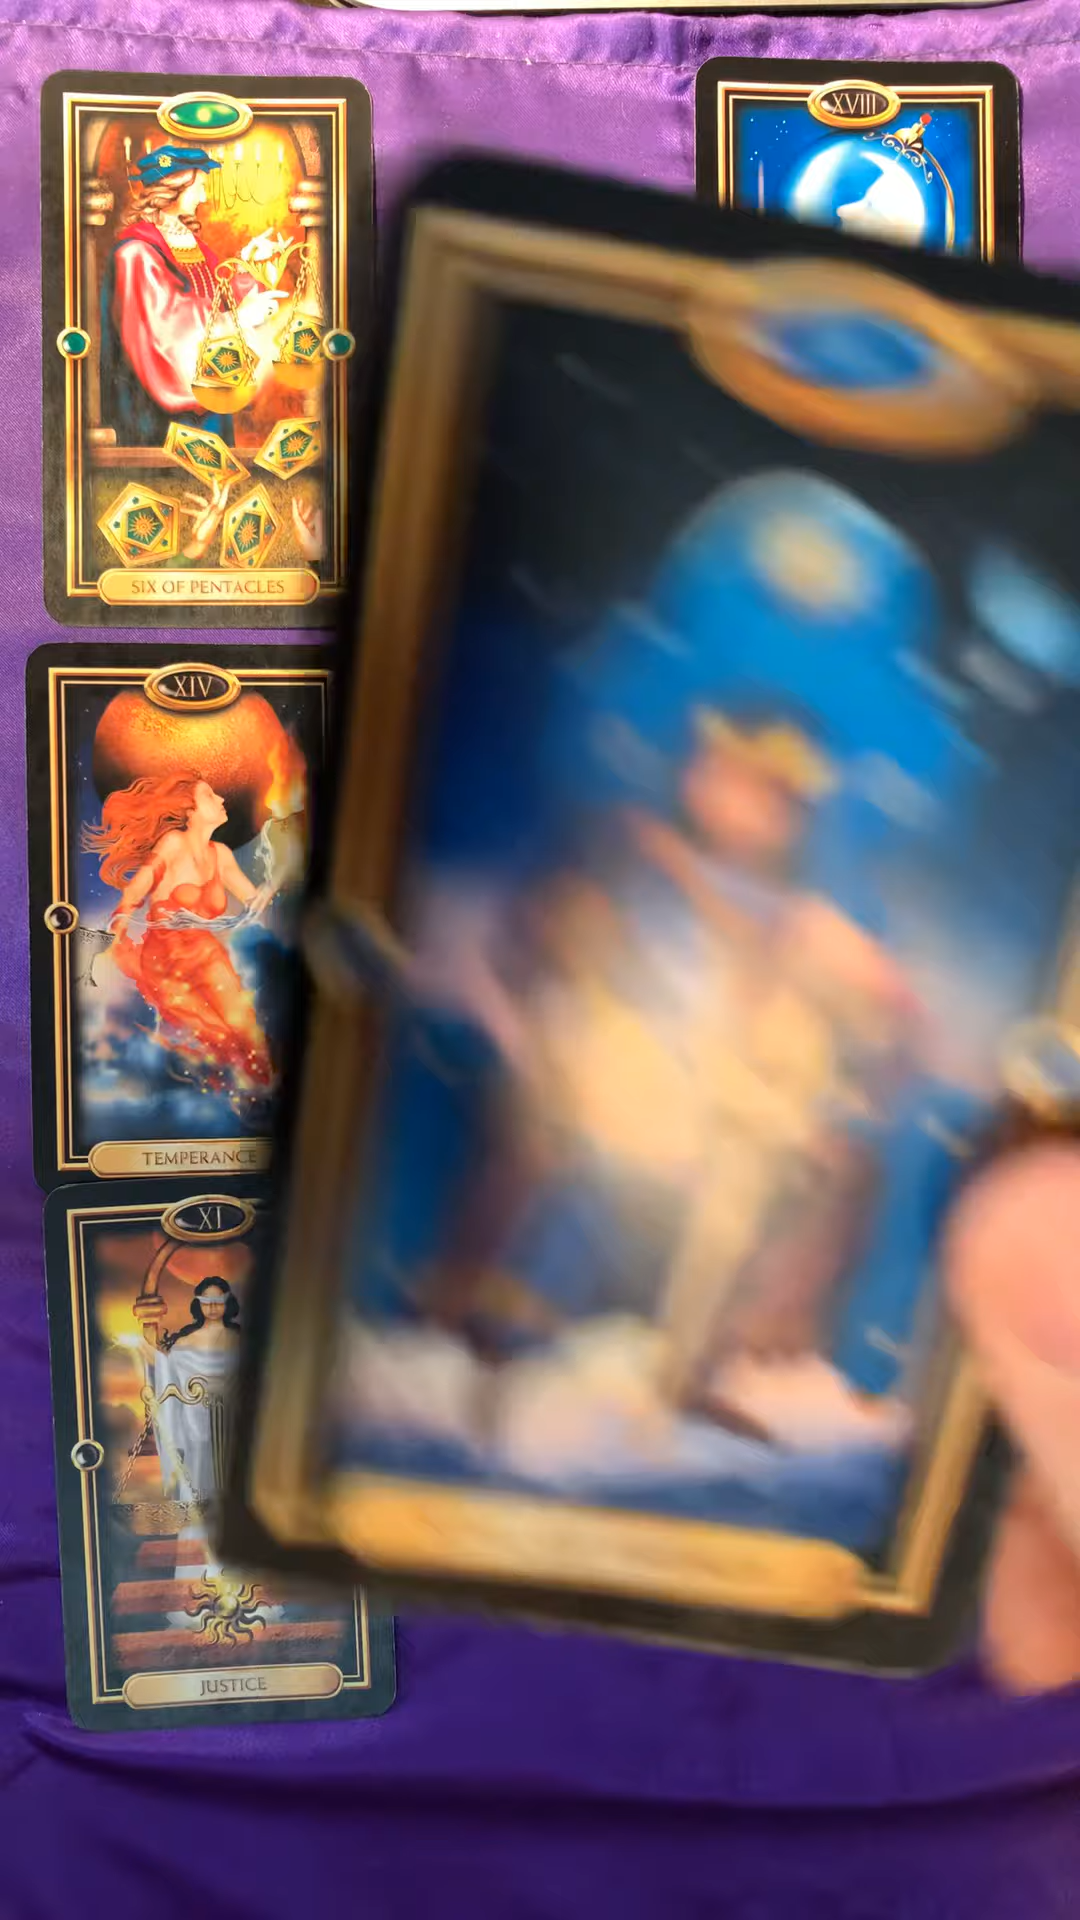 XVIII
SIX OF PENTACLES
XIV
TEMPERANCE
XI
JUSTICE